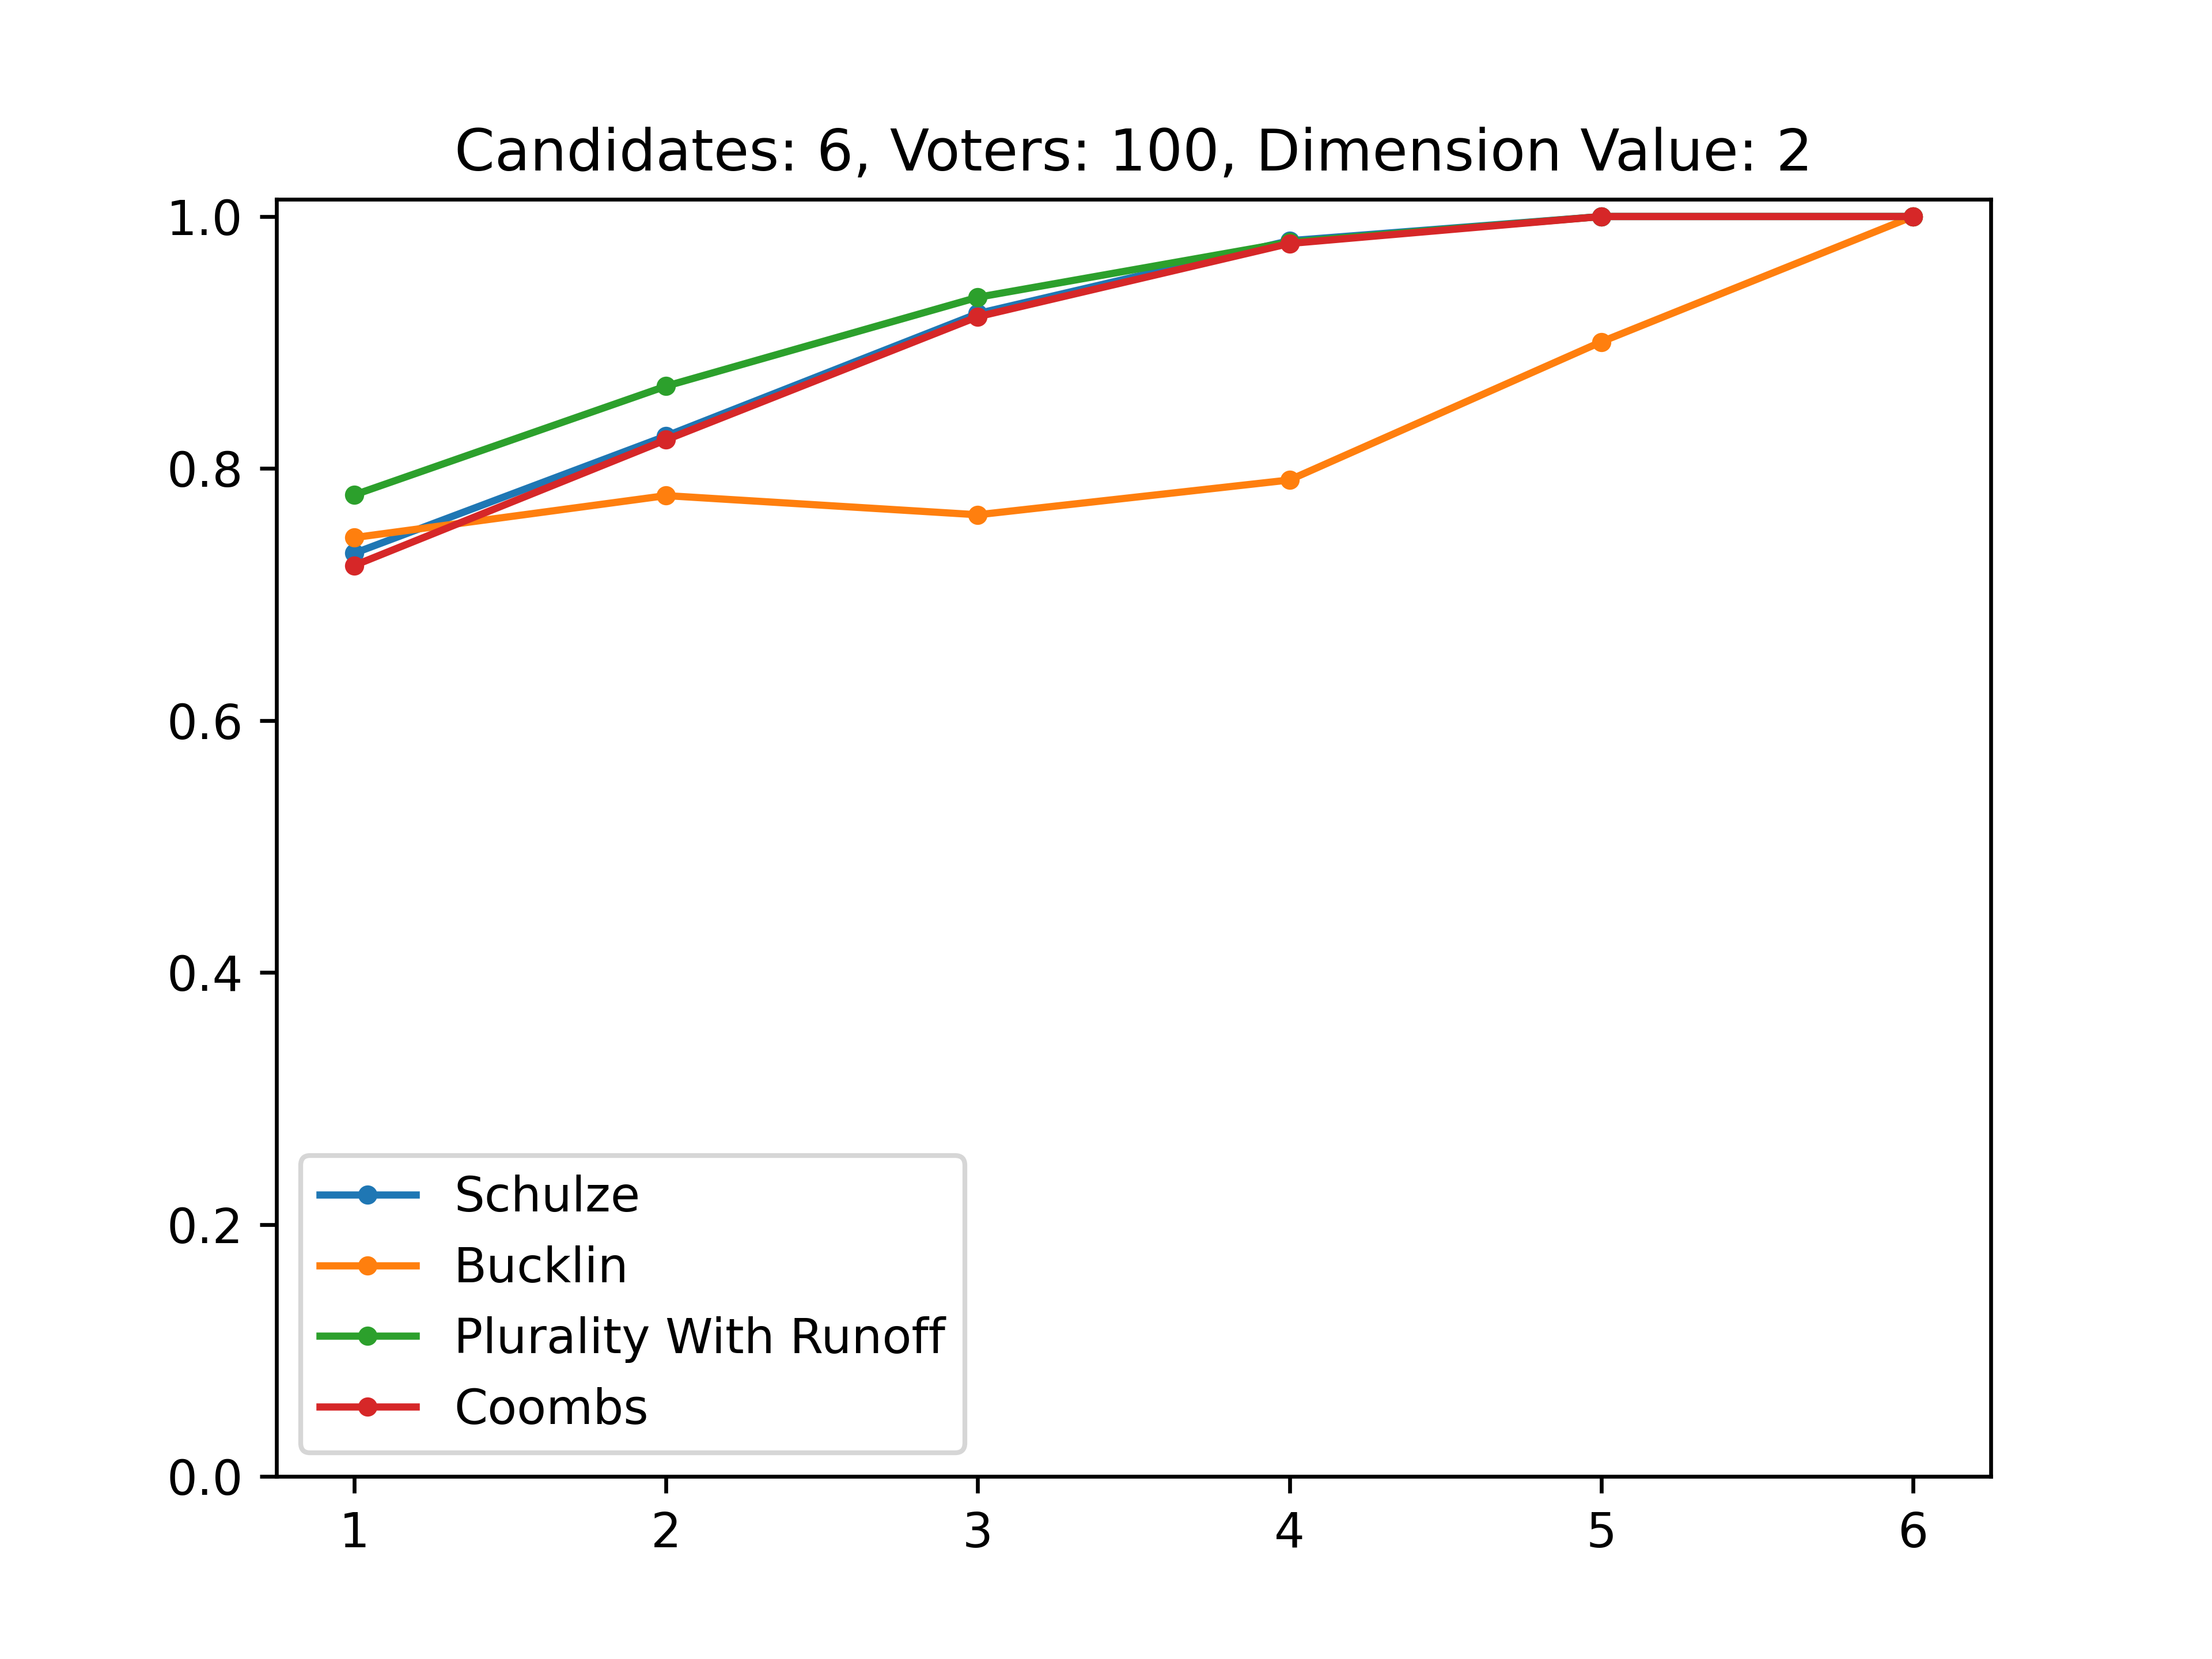 Candidates: 6, Voters: 100, Dimension Value: 2
1.0
0.8
0.6
0.4
0.2
0.0
Schulze
Bucklin
Plurality With Runoff
Coombs
1 2 3 4 5 6